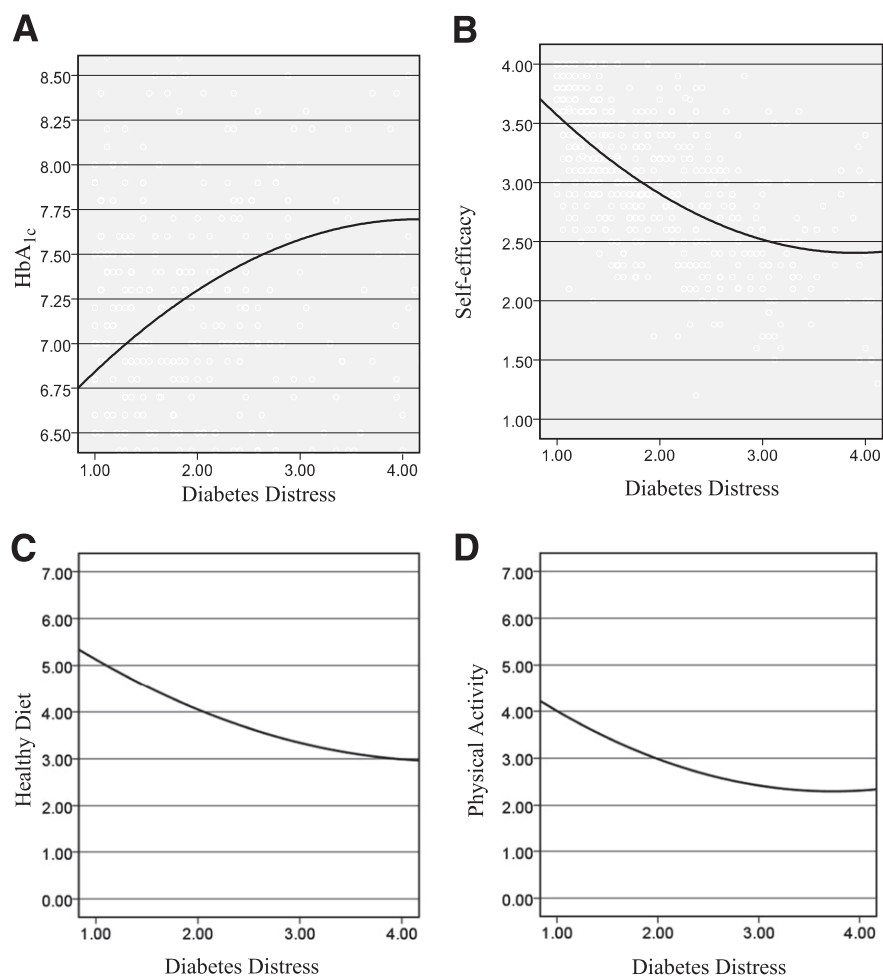 A
8.50
8.25
8.00
7.75
7.50
7.25
7.00
6.75
6.50
HbA1c
1.00 2.00 3.00 4.00
Diabetes Distress
B
4.00
3.50
3.00
2.50
2.00
1.50
1.00
Self-efficacy
1.00 2.00 3.00 4.00
Diabetes Distress
C
7.00
6.00
5.00
4.00
3.00
2.00
1.00
0.00
Healthy Diet
1.00 2.00 3.00 4.00
Diabetes Distress
D
7.00
6.00
5.00
4.00
3.00
2.00
1.00
0.00
Physical Activity
1.00 2.00 3.00 4.00
Diabetes Distress